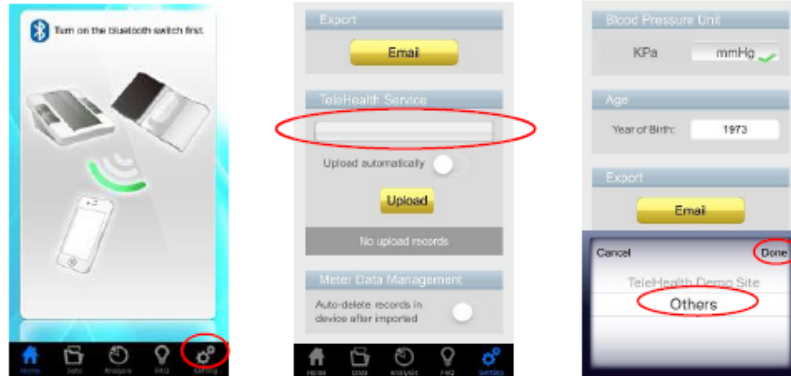 Turn on the bluetooth switch first.
Home
Data
Analysis
FAQ
Setting
Export
Email
TeleHealth Service
Upload automatically
Upload
No upload records
Meter Data Management
Auto-delete records in
device after imported
Home
Data
Analysis
FAQ
Setting
Blood Pressure Unit
KPa
mmHg
Age
Year of Birth:
1973
Export
Email
Cancel
Done
TeleHealth Demo Site
Others